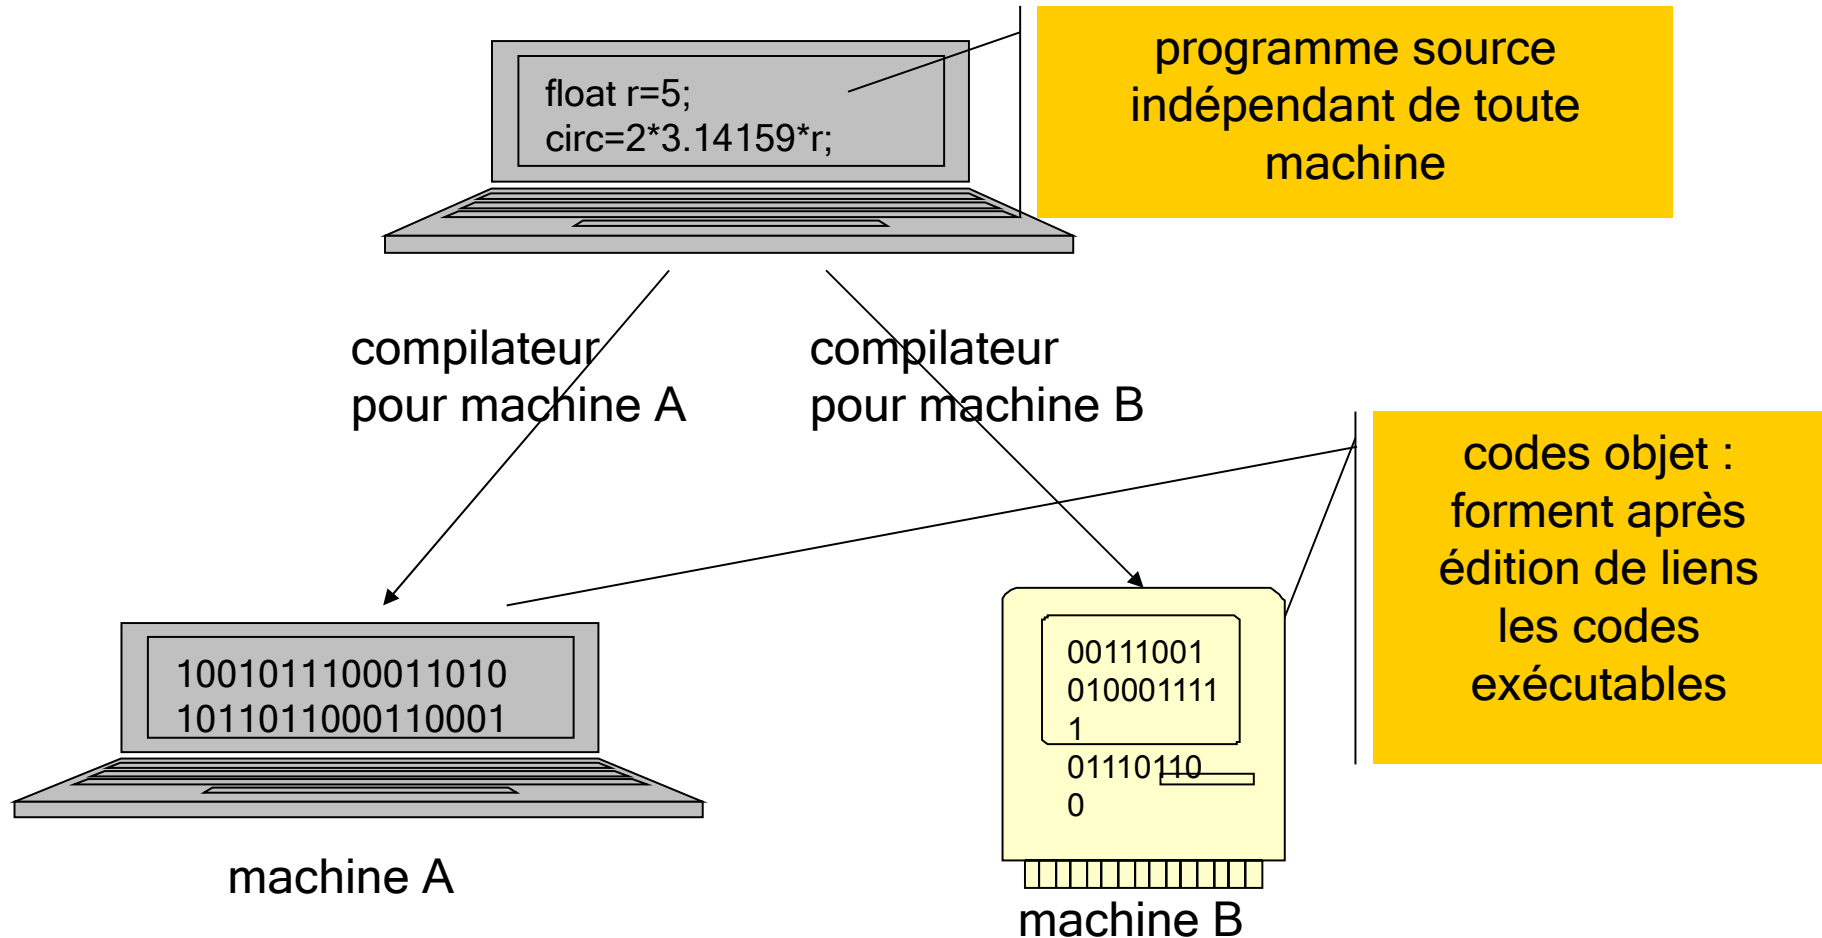 float r=5;
circ=2*3.14159*r;
programme source
indépendant de toute
machine
compilateur
pour machine A
compilateur
pour machine B
codes objet :
forment après
édition de liens
les codes
exécutables
1001011100011010
1011011000110001
00111001
010001111
1
01110110
0
machine A
machine B